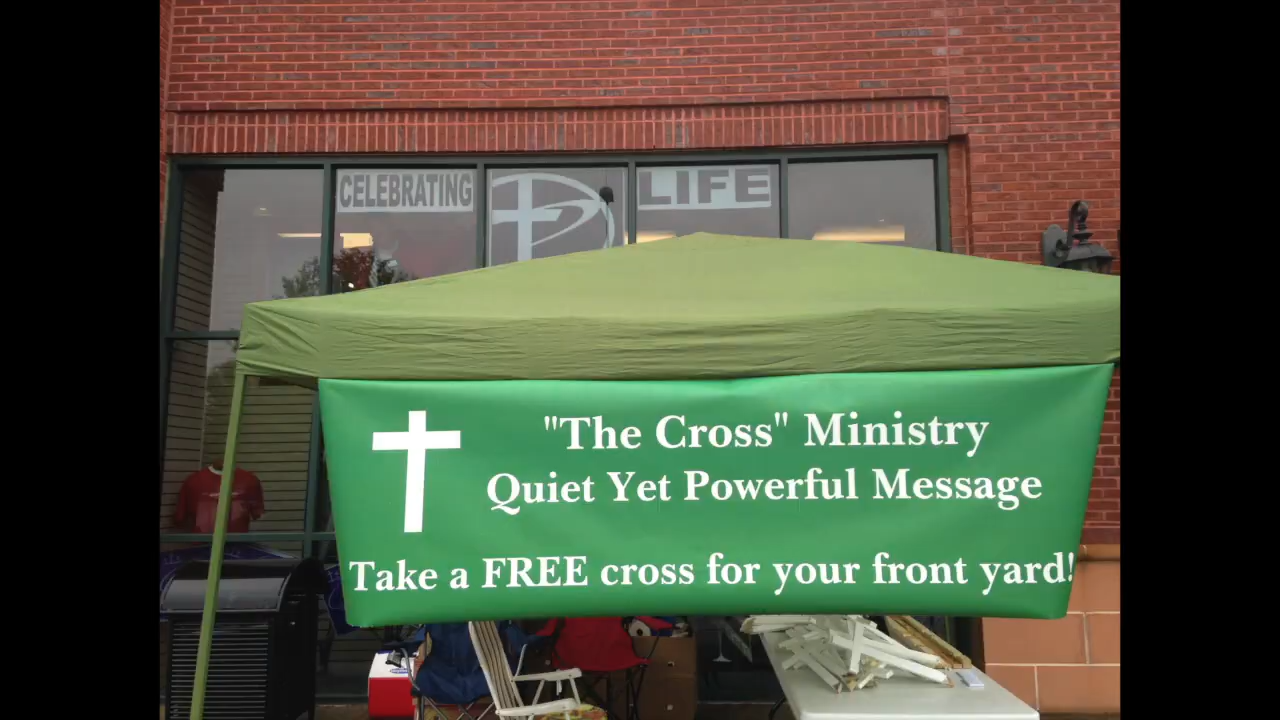 CELEBRATING
LIFE
"The Cross" Ministry
Quiet Yet Powerful Message
Take a FREE cross for your front yard!